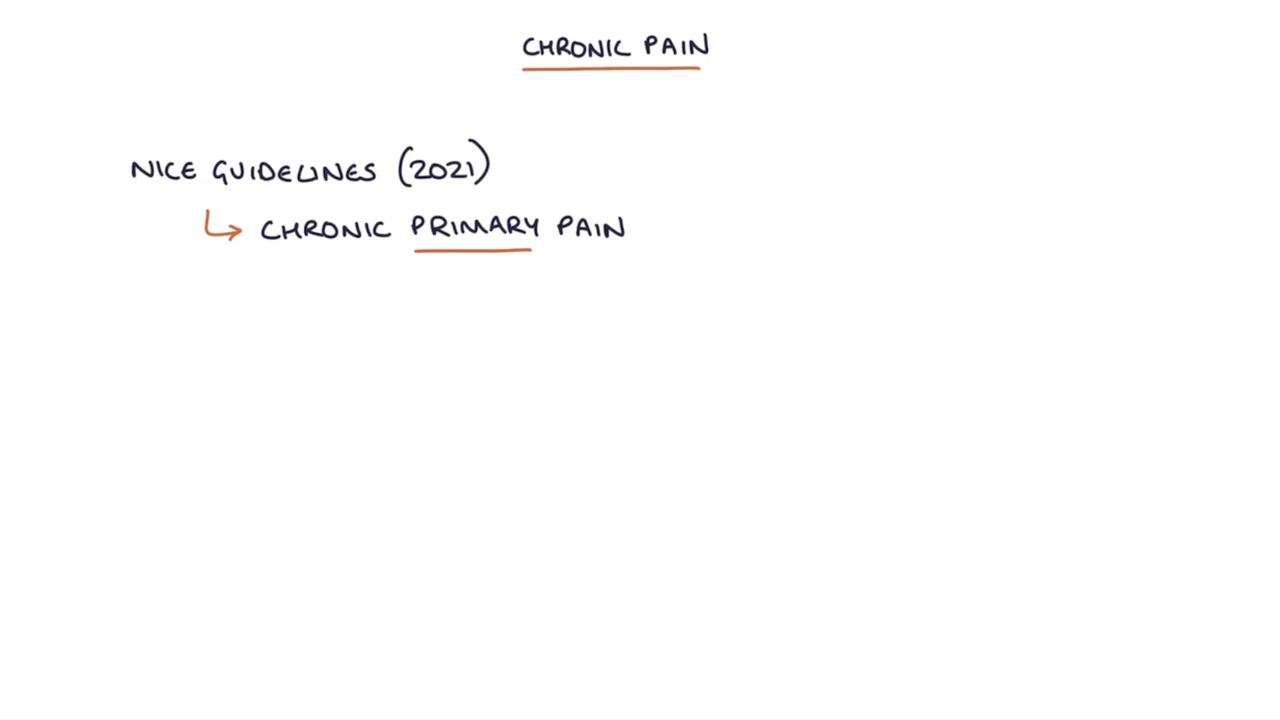 CHRONIC PAIN
NICE GUIDELINES (2021)
↳ CHRONIC PRIMARY PAIN